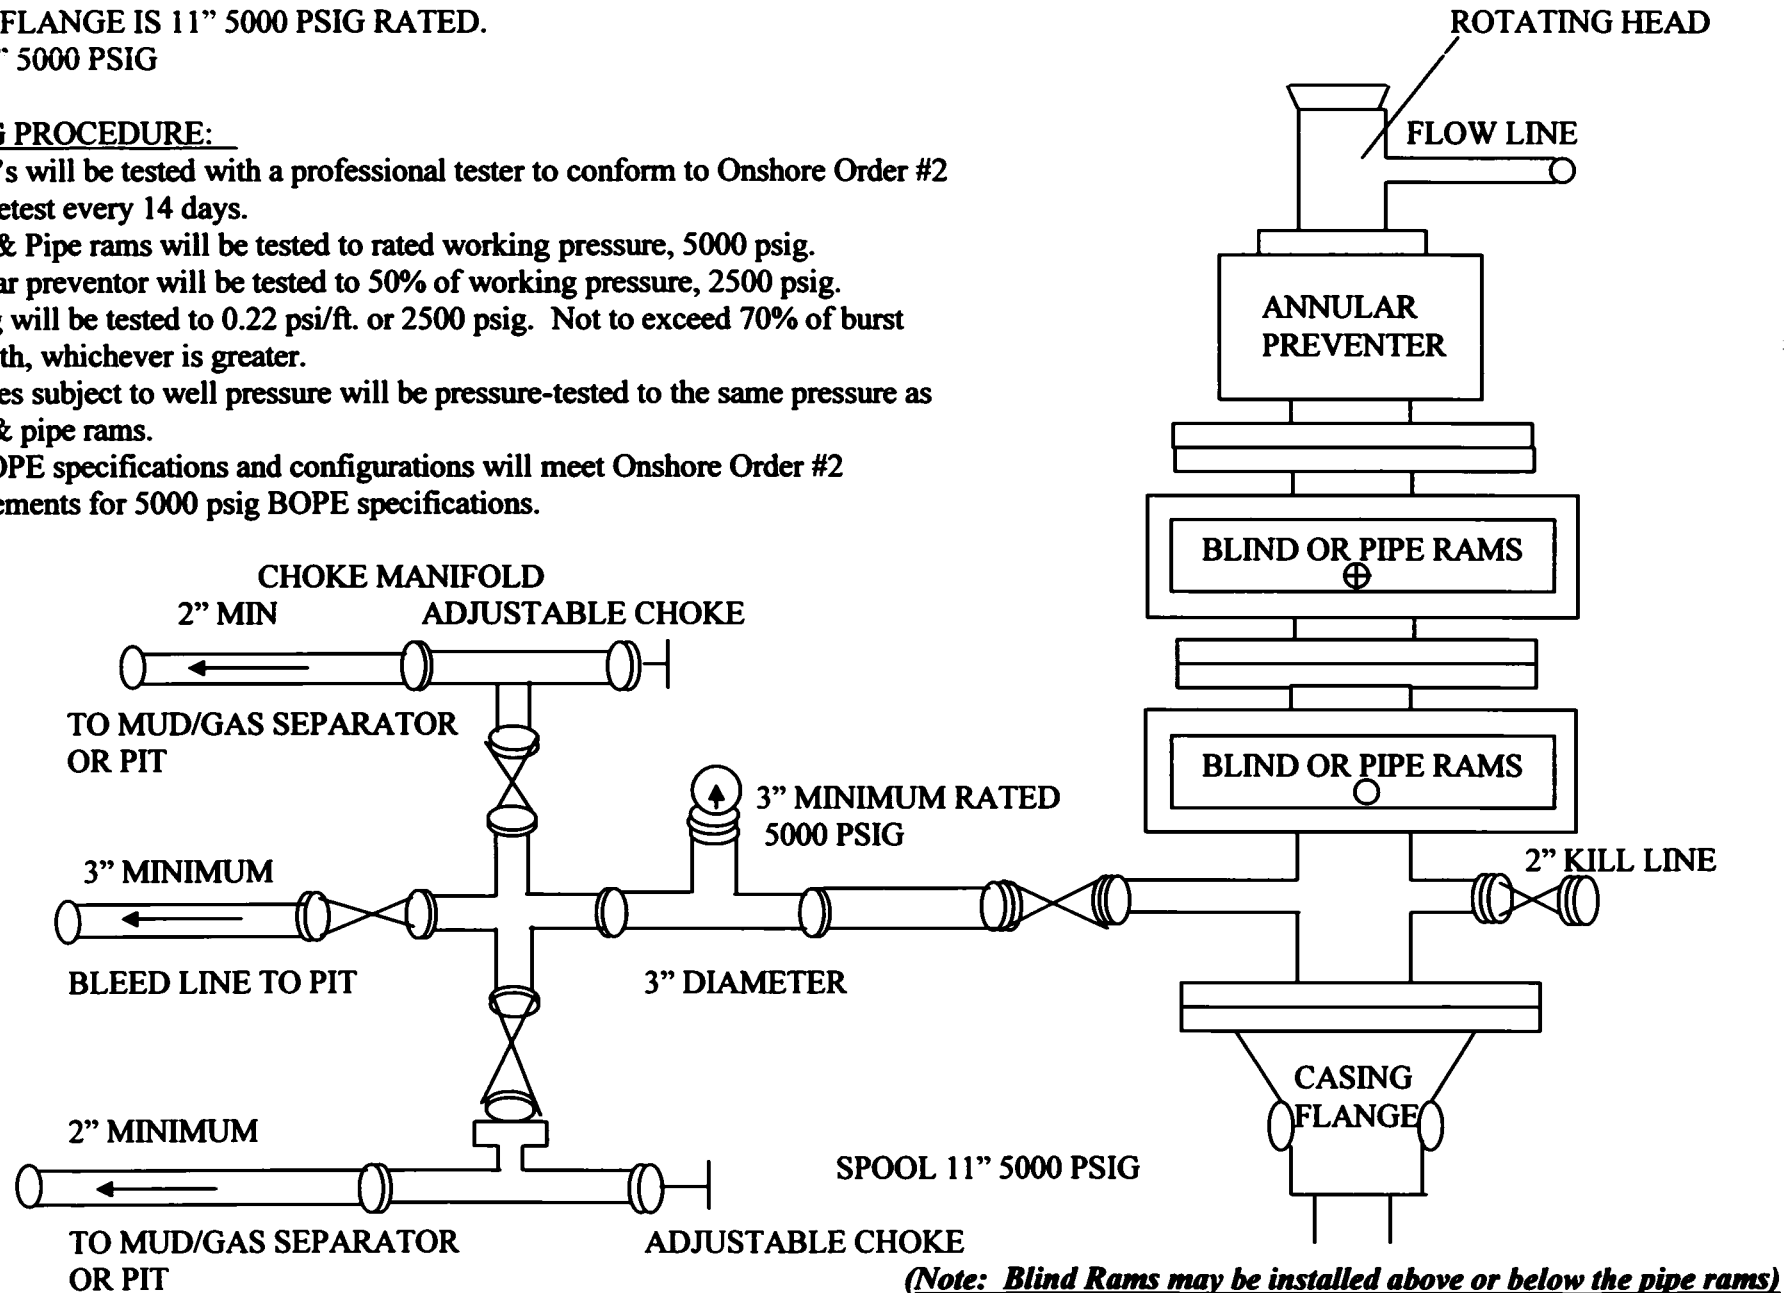 FLANGE IS 11” 5000 PSIG RATED.
5000 PSIG
PROCEDURE:
’s will be tested with a professional tester to conform to Onshore Order #2
etest every 14 days.
& Pipe rams will be tested to rated working pressure, 5000 psig.
ar preventor will be tested to 50% of working pressure, 2500 psig.
will be tested to 0.22 psi/ft. or 2500 psig.  Not to exceed 70% of burst
th, whichever is greater.
es subject to well pressure will be pressure-tested to the same pressure as
& pipe rams.
OPE specifications and configurations will meet Onshore Order #2
ements for 5000 psig BOPE specifications.
ROTATING HEAD
FLOW LINE
ANNULAR
PREVENTER
BLIND OR PIPE RAMS
BLIND OR PIPE RAMS
CHOKE MANIFOLD
2” MIN
ADJUSTABLE CHOKE
TO MUD/GAS SEPARATOR
OR PIT
3” MINIMUM RATED
5000 PSIG
3” MINIMUM
2” KILL LINE
BLEED LINE TO PIT
3” DIAMETER
CASING
FLANGE
2” MINIMUM
SPOOL 11” 5000 PSIG
TO MUD/GAS SEPARATOR
OR PIT
ADJUSTABLE CHOKE
(Note:  Blind Rams may be installed above or below the pipe rams)